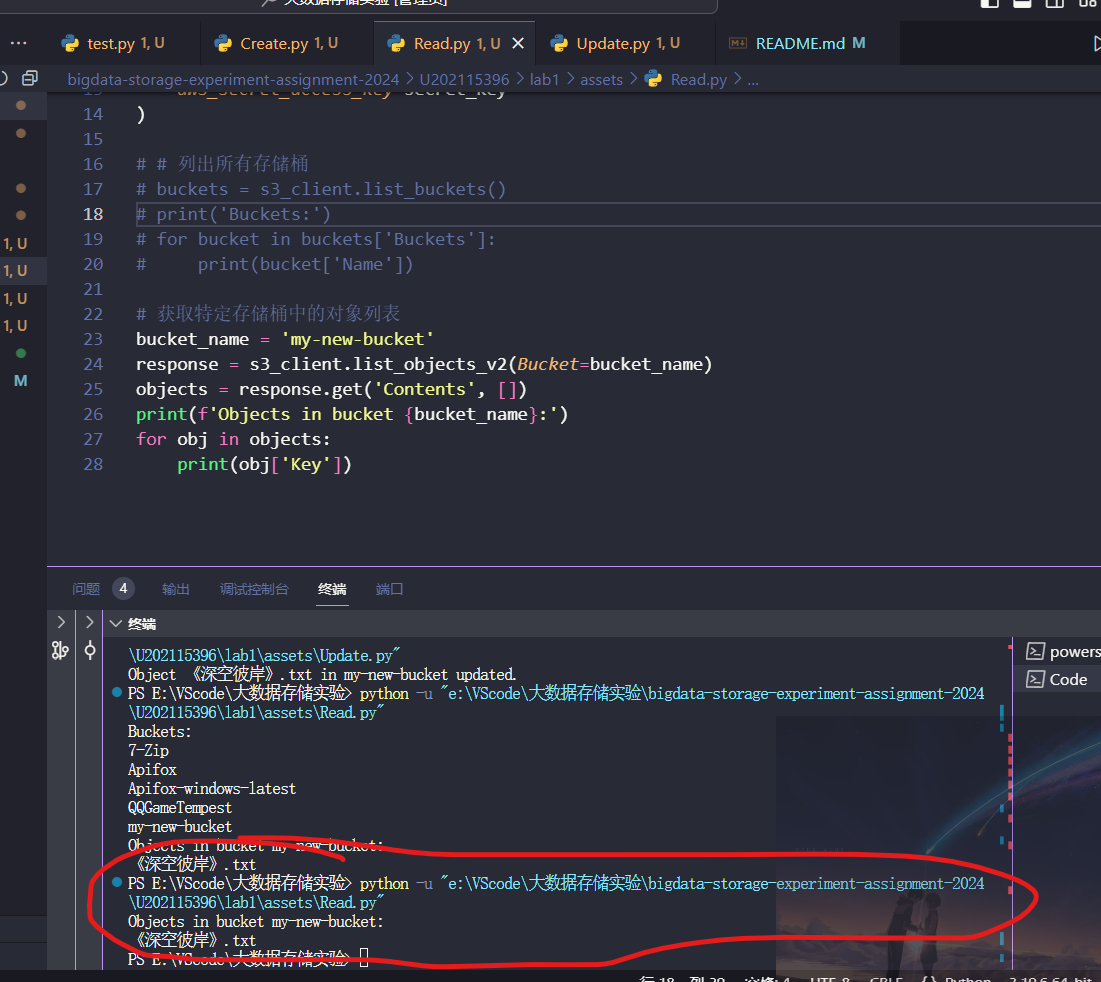 大数据存储实验 [管理员]
test.py 1, U
Create.py 1, U
Read.py 1, U
Update.py 1, U
README.md M
bigdata-storage-experiment-assignment-2024 > U202115396 > lab1 > assets > Read.py > ...
13 aws_secret_access_key=secret_key
14 )
15
16 # # 列出所有存储桶
17 # buckets = s3_client.list_buckets()
18 # print('Buckets:')
19 # for bucket in buckets['Buckets']:
20 #     print(bucket['Name'])
21
22 # 获取特定存储桶中的对象列表
23 bucket_name = 'my-new-bucket'
24 response = s3_client.list_objects_v2(Bucket=bucket_name)
25 objects = response.get('Contents', [])
26 print(f'Objects in bucket {bucket_name}:')
27 for obj in objects:
28     print(obj['Key'])
1, U
1, U
1, U
1, U
M
问题 4 输出 调试控制台 终端 端口
终端
\U202115396\lab1\assets\Update.py"
Object 《深空彼岸》.txt in my-new-bucket updated.
PS E:\VScode\大数据存储实验> python -u "e:\VScode\大数据存储实验\bigdata-storage-experiment-assignment-2024
\U202115396\lab1\assets\Read.py"
Buckets:
7-Zip
Apifox
Apifox-windows-latest
QQGameTempest
my-new-bucket
Objects in bucket my-new-bucket:
《深空彼岸》.txt
PS E:\VScode\大数据存储实验> python -u "e:\VScode\大数据存储实验\bigdata-storage-experiment-assignment-2024
\U202115396\lab1\assets\Read.py"
Objects in bucket my-new-bucket:
《深空彼岸》.txt
PS E:\VScode\大数据存储实验>
powers
Code
行 18, 列 20 空格: 4 UTF-8 CRLF Python 3.10.6 64-bit